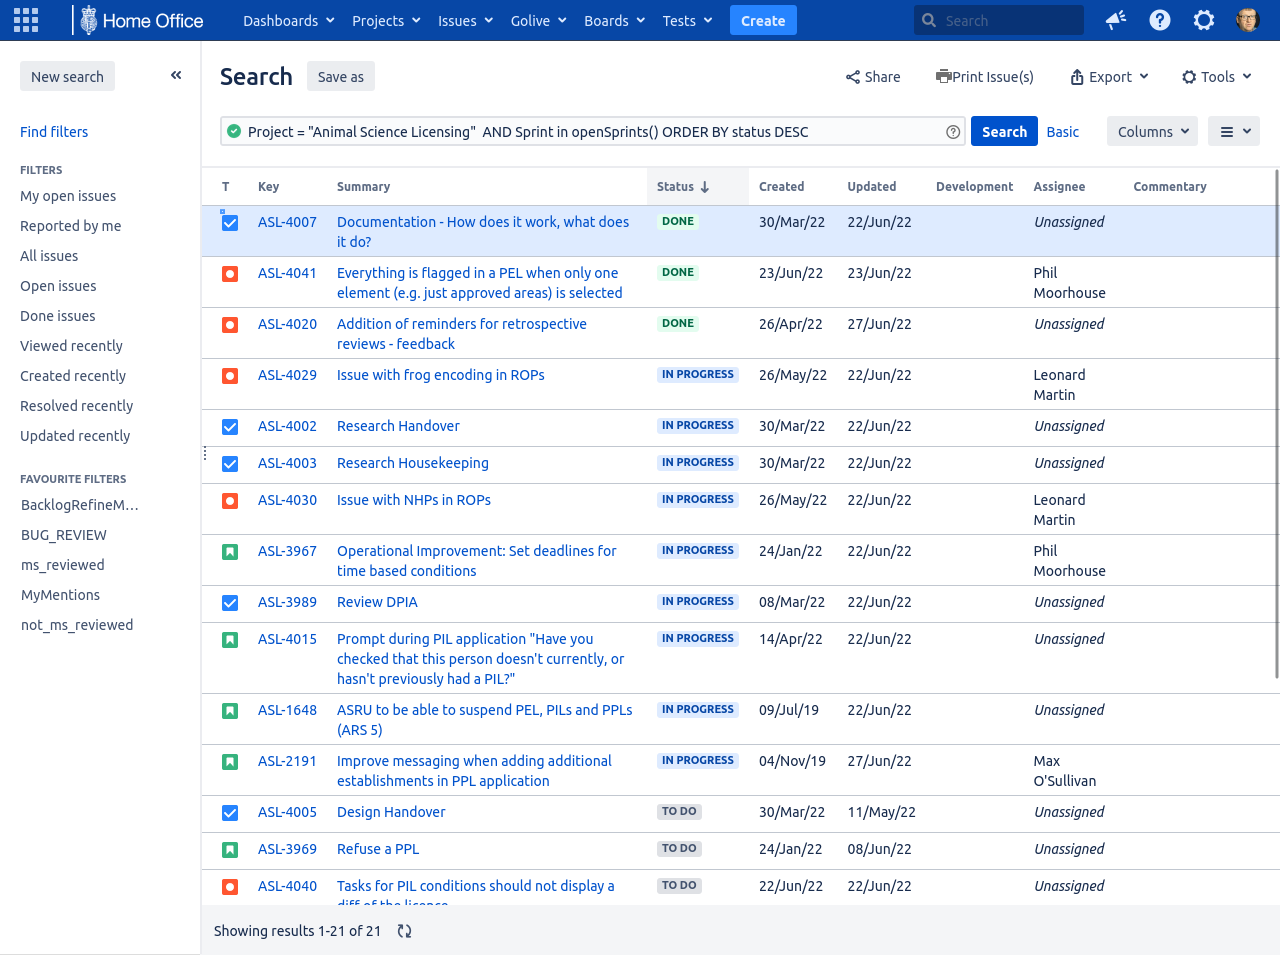 Home Office Dashboards Projects Issues Golive Boards Tests Create Search
New search
Search Save as Share Print Issue(s) Export Tools
Find filters
Project = "Animal Science Licensing" AND Sprint in openSprints() ORDER BY status DESC Search Basic Columns
FILTERS
My open issues
Reported by me
All issues
Open issues
Done issues
Viewed recently
Created recently
Resolved recently
Updated recently
FAVOURITE FILTERS
BacklogRefineM...
BUG_REVIEW
ms_reviewed
MyMentions
not_ms_reviewed
T Key Summary Status Created Updated Development Assignee Commentary
ASL-4007 Documentation - How does it work, what does DONE 30/Mar/22 22/Jun/22 Unassigned
it do?
ASL-4041 Everything is flagged in a PEL when only one DONE 23/Jun/22 23/Jun/22 Phil
element (e.g. just approved areas) is selected Moorhouse
ASL-4020 Addition of reminders for retrospective DONE 26/Apr/22 27/Jun/22 Unassigned
reviews - feedback
ASL-4029 Issue with frog encoding in ROPs IN PROGRESS 26/May/22 22/Jun/22 Leonard
Martin
ASL-4002 Research Handover IN PROGRESS 30/Mar/22 22/Jun/22 Unassigned
ASL-4003 Research Housekeeping IN PROGRESS 30/Mar/22 22/Jun/22 Unassigned
ASL-4030 Issue with NHPs in ROPs IN PROGRESS 26/May/22 22/Jun/22 Leonard
Martin
ASL-3967 Operational Improvement: Set deadlines for IN PROGRESS 24/Jan/22 22/Jun/22 Phil
time based conditions Moorhouse
ASL-3989 Review DPIA IN PROGRESS 08/Mar/22 22/Jun/22 Unassigned
ASL-4015 Prompt during PIL application "Have you IN PROGRESS 14/Apr/22 22/Jun/22 Unassigned
checked that this person doesn't currently, or
hasn't previously had a PIL?"
ASL-1648 ASRU to be able to suspend PEL, PILs and PPLs IN PROGRESS 09/Jul/19 22/Jun/22 Unassigned
(ARS 5)
ASL-2191 Improve messaging when adding additional IN PROGRESS 04/Nov/19 27/Jun/22 Max
establishments in PPL application O'Sullivan
ASL-4005 Design Handover TO DO 30/Mar/22 11/May/22 Unassigned
ASL-3969 Refuse a PPL TO DO 24/Jan/22 08/Jun/22 Unassigned
ASL-4040 Tasks for PIL conditions should not display a TO DO 22/Jun/22 22/Jun/22 Unassigned
diff of the licence
Showing results 1-21 of 21